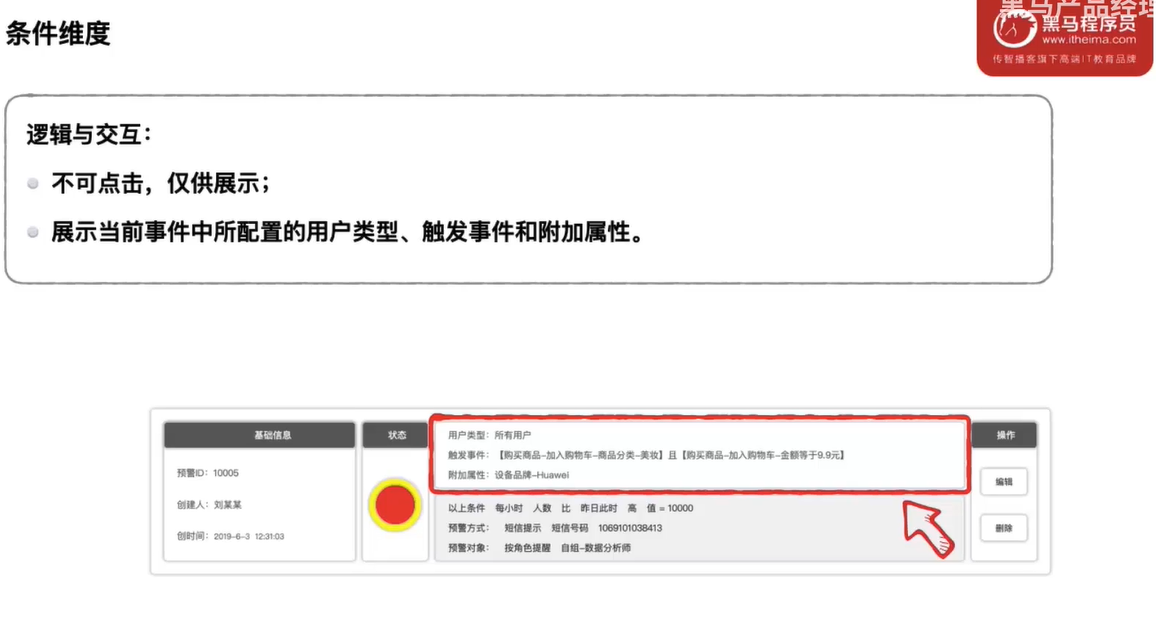 条件维度
黑马产品经理
黑马程序员
www.itheima.com
传智播客旗下高端IT教育品牌
逻辑与交互：
不可点击，仅供展示；
展示当前事件中所配置的用户类型、触发事件和附加属性。
基础信息
预警ID：10005
创建人：刘某某
创时间：2019-6-3 12:31:03
状态
用户类型：所有用户
触发事件：【购买商品-加入购物车-商品分类-美妆】且【购买商品-加入购物车-金额等于9.9元】
附加属性：设备品牌-Huawei
以上条件 每小时 人数 比 昨日此时 高 值 = 10000
预警方式： 短信提示 短信号码 1069101038413
预警对象： 按角色提醒 自组-数据分析师
操作
编辑
删除